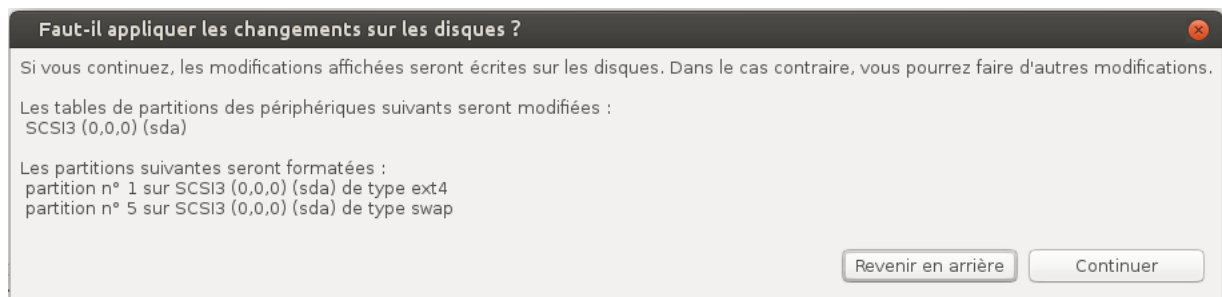 Faut-il appliquer les changements sur les disques ?
Si vous continuez, les modifications affichées seront écrites sur les disques. Dans le cas contraire, vous pourrez faire d'autres modifications.
Les tables de partitions des périphériques suivants seront modifiées :
SCSI3 (0,0,0) (sda)
Les partitions suivantes seront formatées :
partition n° 1 sur SCSI3 (0,0,0) (sda) de type ext4
partition n° 5 sur SCSI3 (0,0,0) (sda) de type swap
Revenir en arrière
Continuer